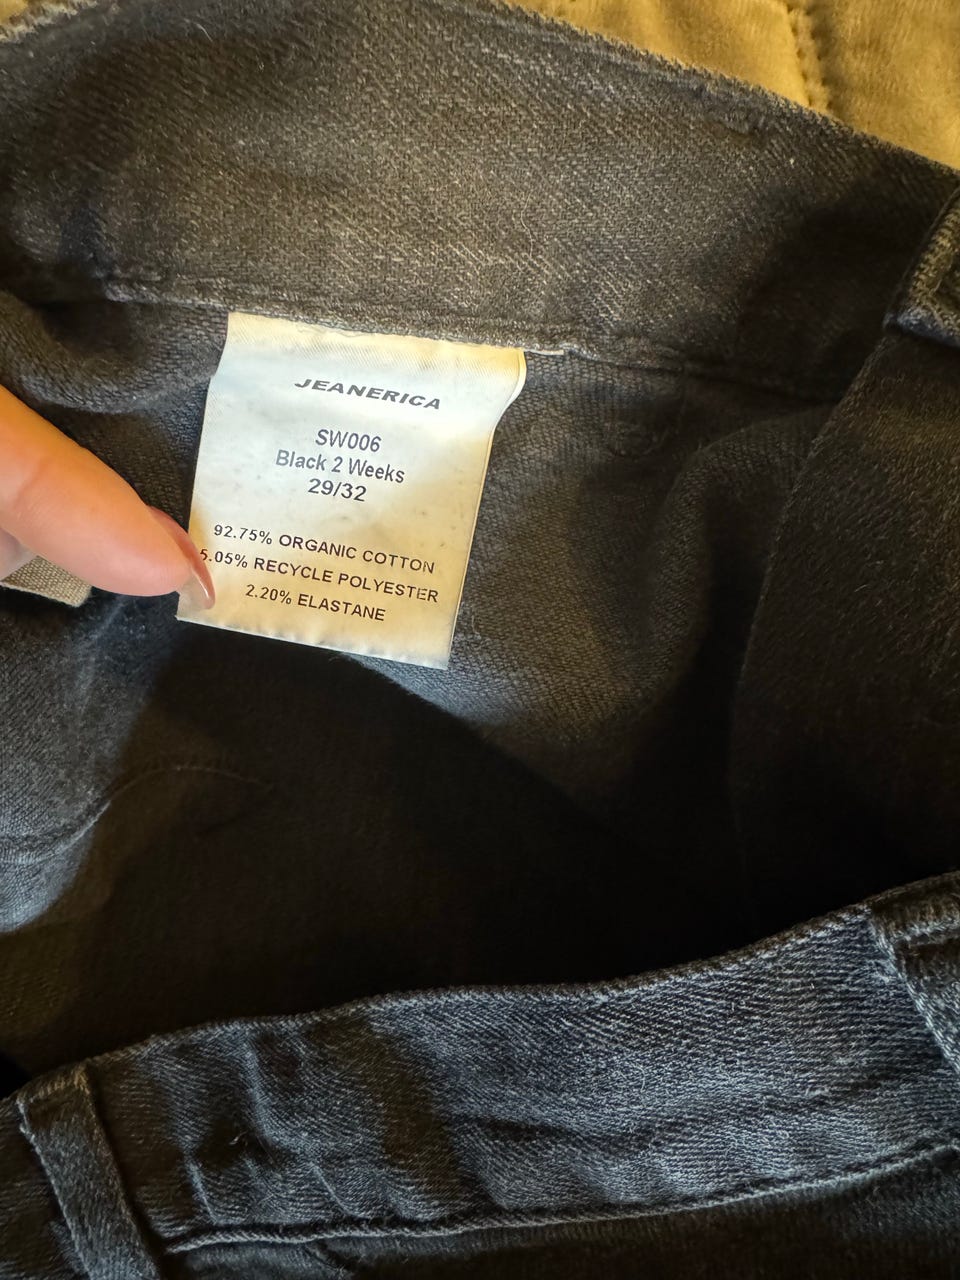 JEANERICA
SW006
Black 2 Weeks
29/32
92.75% ORGANIC COTTON
5.05% RECYCLE POLYESTER
2.20% ELASTANE